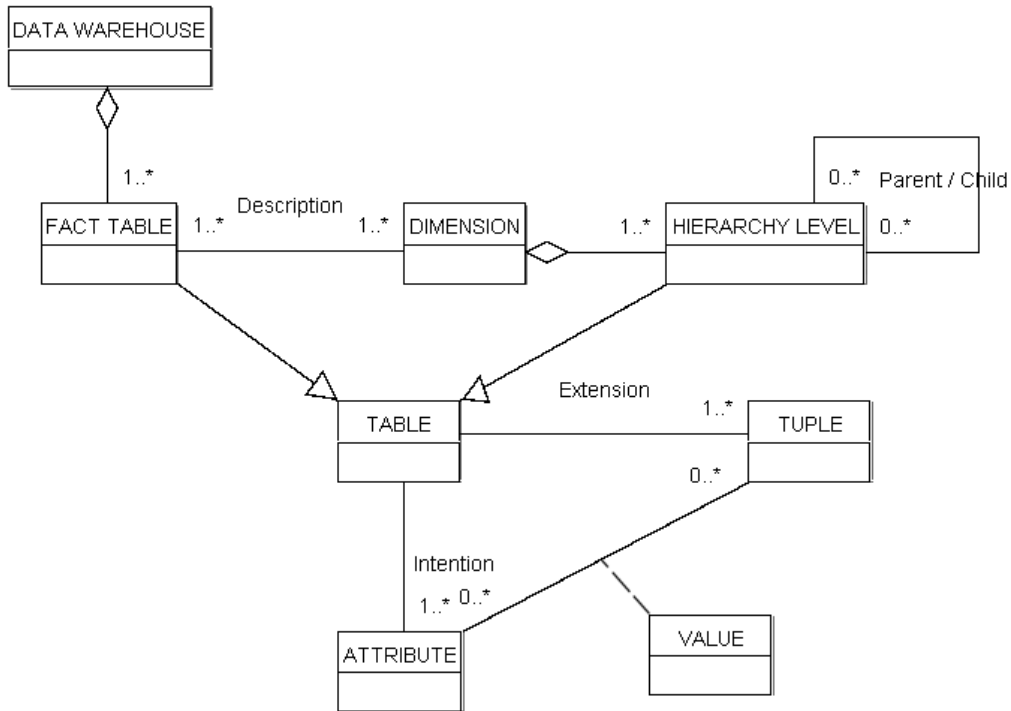 DATA WAREHOUSE
1..*
FACT TABLE
1..*
Description
1..*
DIMENSION
1..*
HIERARCHY LEVEL
0..*
Parent / Child
0..*
TABLE
Extension
1..*
TUPLE
0..*
Intention
1..*
0..*
ATTRIBUTE
VALUE